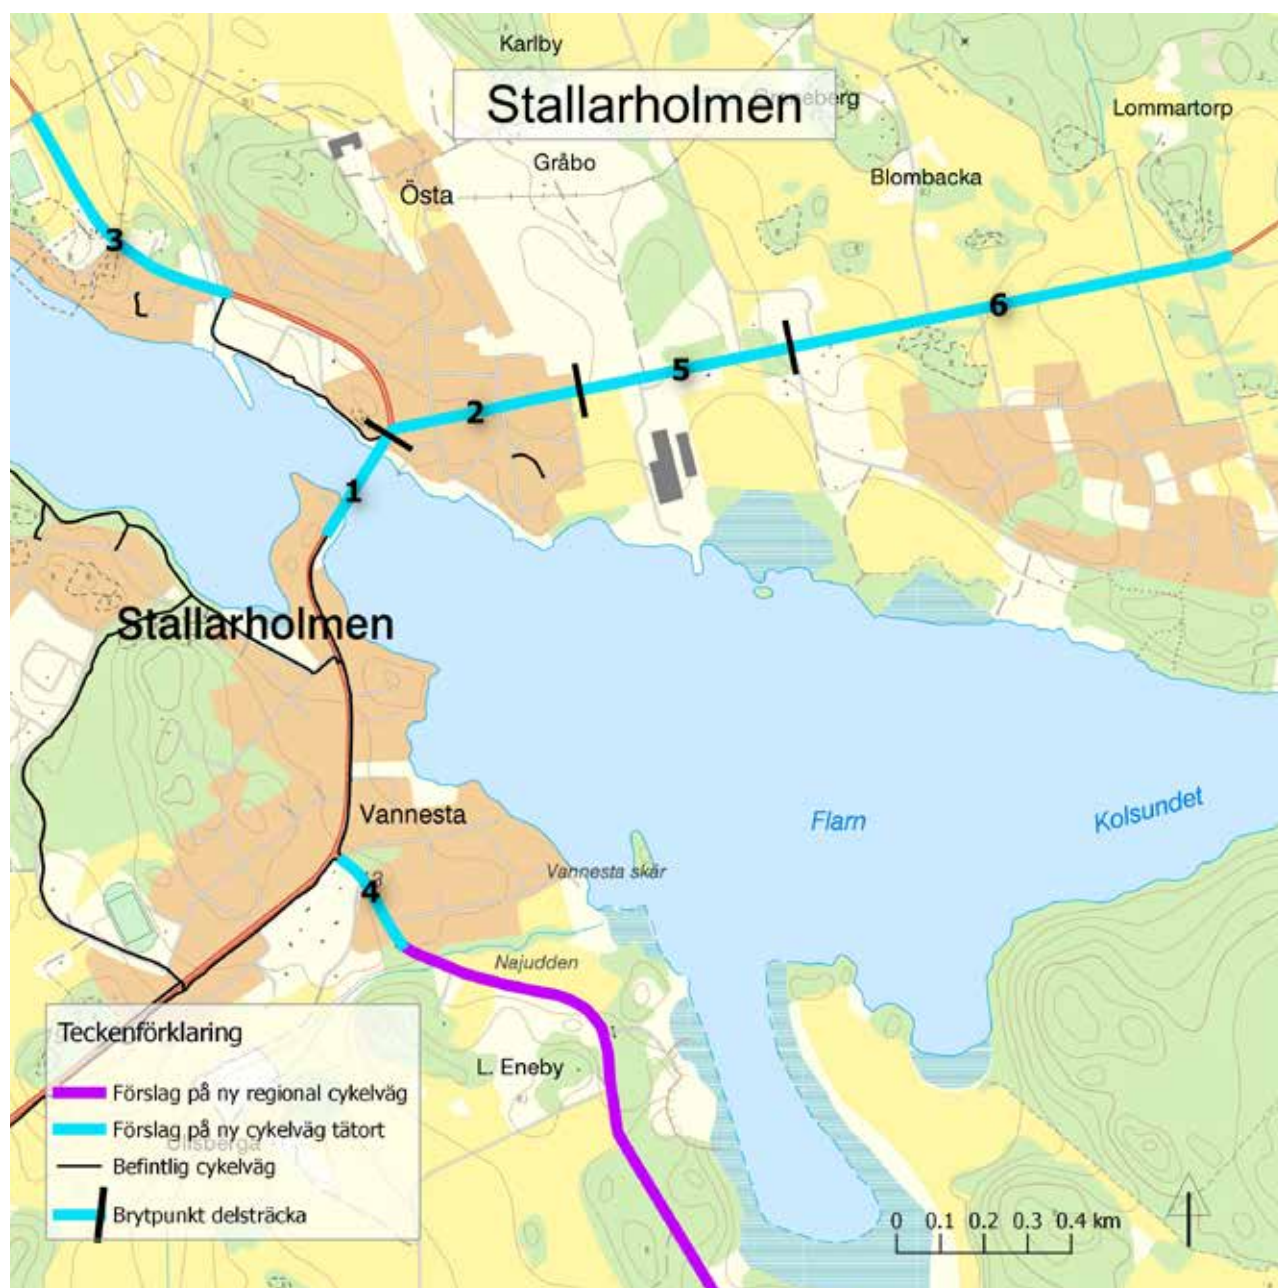 Karlby
Stallarholmen
Lommartorp
Gråbo
Blombacka
Östa
3
6
5
2
1
Stallarholmen
Vannesta
Flarn
Kolsundet
Vannesta skär
4
Najudden
Teckenförklaring
L. Eneby
Förslag på ny regional cykelväg
Förslag på ny cykelväg tätort
Befintlig cykelväg
Brytpunkt delsträcka
0 0.1 0.2 0.3 0.4 km